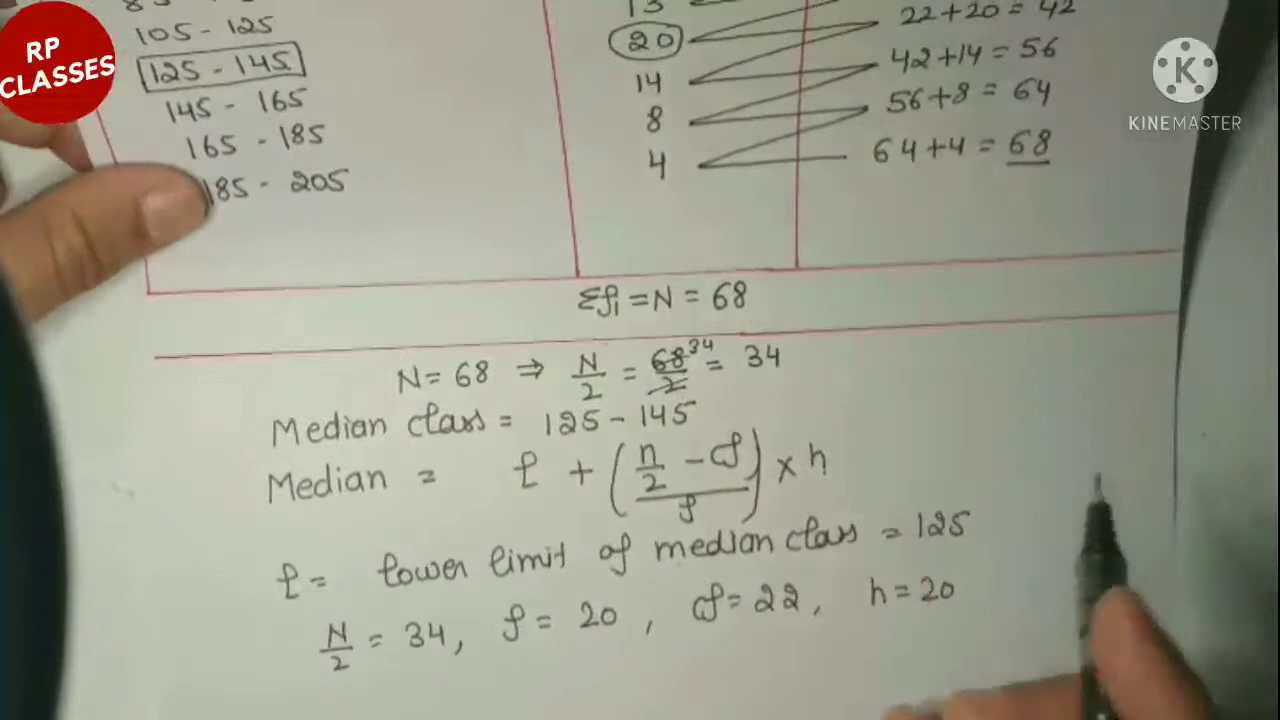 RP
CLASSES
105 - 125
125 - 145
145 - 165
165 - 185
185 - 205
13
20
14
8
4
22+20 = 42
42+14 = 56
56+8 = 64
64+4 = 68
KINEMASTER
Σfi = N = 68
N = 68 ⇒ N/2 = 68/2 34 = 34
Median class = 125 - 145
Median = l + ((n/2 - cf)/f) × h
l = lower limit of median class = 125
N/2 = 34, f = 20, cf = 22, h = 20